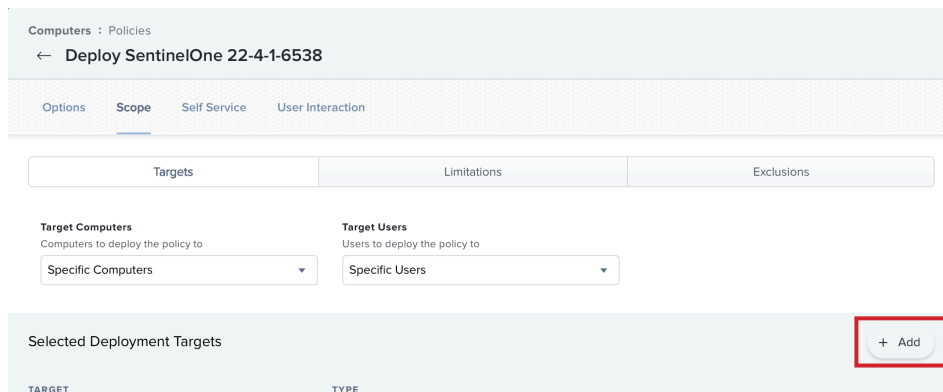 Computers : Policies
← Deploy SentinelOne 22-4-1-6538
Options Scope Self Service User Interaction
Targets Limitations Exclusions
Target Computers Target Users
Computers to deploy the policy to Users to deploy the policy to
Specific Computers Specific Users
Selected Deployment Targets + Add
TARGET TYPE